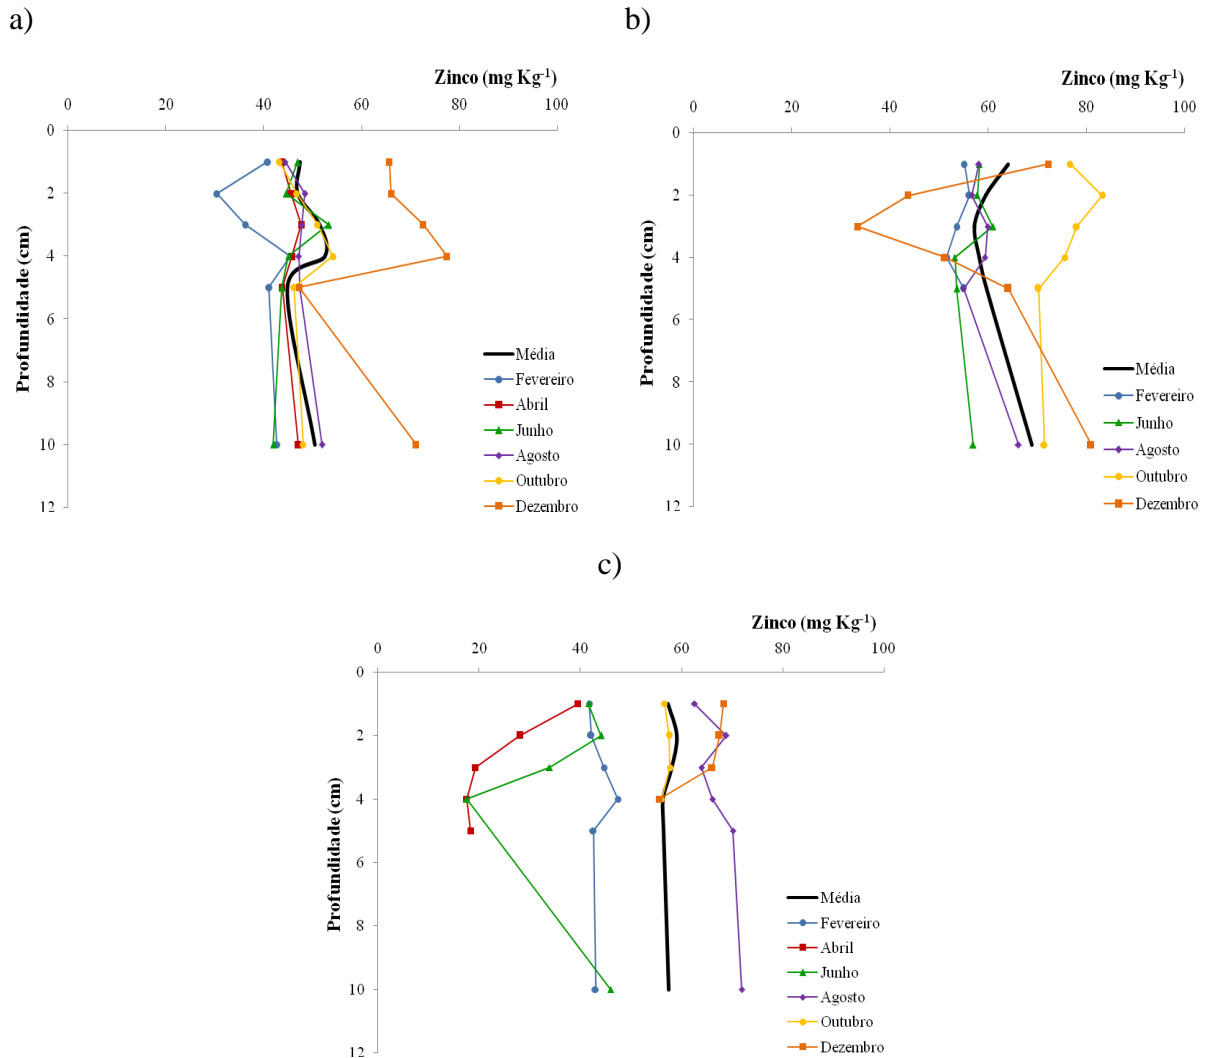 a)
Zinco (mg Kg⁻¹)
0 20 40 60 80 100
0
2
4
6
8
10
12
Profundidade (cm)
Média
Fevereiro
Abril
Junho
Agosto
Outubro
Dezembro
b)
Zinco (mg Kg⁻¹)
0 20 40 60 80 100
0
2
4
6
8
10
12
Profundidade (cm)
Média
Fevereiro
Junho
Agosto
Outubro
Dezembro
c)
Zinco (mg Kg⁻¹)
0 20 40 60 80 100
0
2
4
6
8
10
12
Profundidade (cm)
Média
Fevereiro
Abril
Junho
Agosto
Outubro
Dezembro